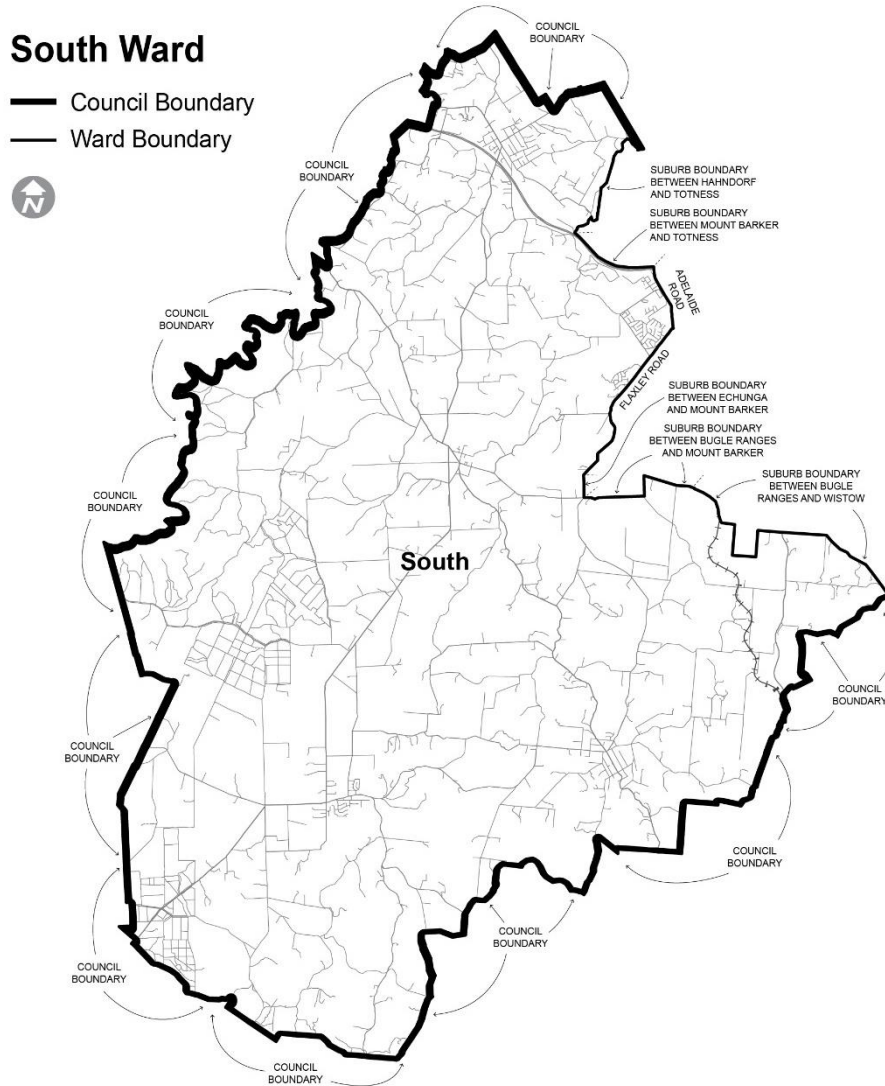 South Ward
Council Boundary
Ward Boundary
N
COUNCIL
BOUNDARY
COUNCIL
BOUNDARY
SUBURB BOUNDARY
BETWEEN HAHNDORF
AND TOTNESS
SUBURB BOUNDARY
BETWEEN MOUNT BARKER
AND TOTNESS
ADELAIDE
ROAD
COUNCIL
BOUNDARY
FLAXLEY ROAD
SUBURB BOUNDARY
BETWEEN ECHUNGA
AND MOUNT BARKER
SUBURB BOUNDARY
BETWEEN BUGLE RANGES
AND MOUNT BARKER
SUBURB BOUNDARY
BETWEEN BUGLE
RANGES AND WISTOW
COUNCIL
BOUNDARY
South
COUNCIL
BOUNDARY
COUNCIL
BOUNDARY
COUNCIL
BOUNDARY
COUNCIL
BOUNDARY
COUNCIL
BOUNDARY
COUNCIL
BOUNDARY